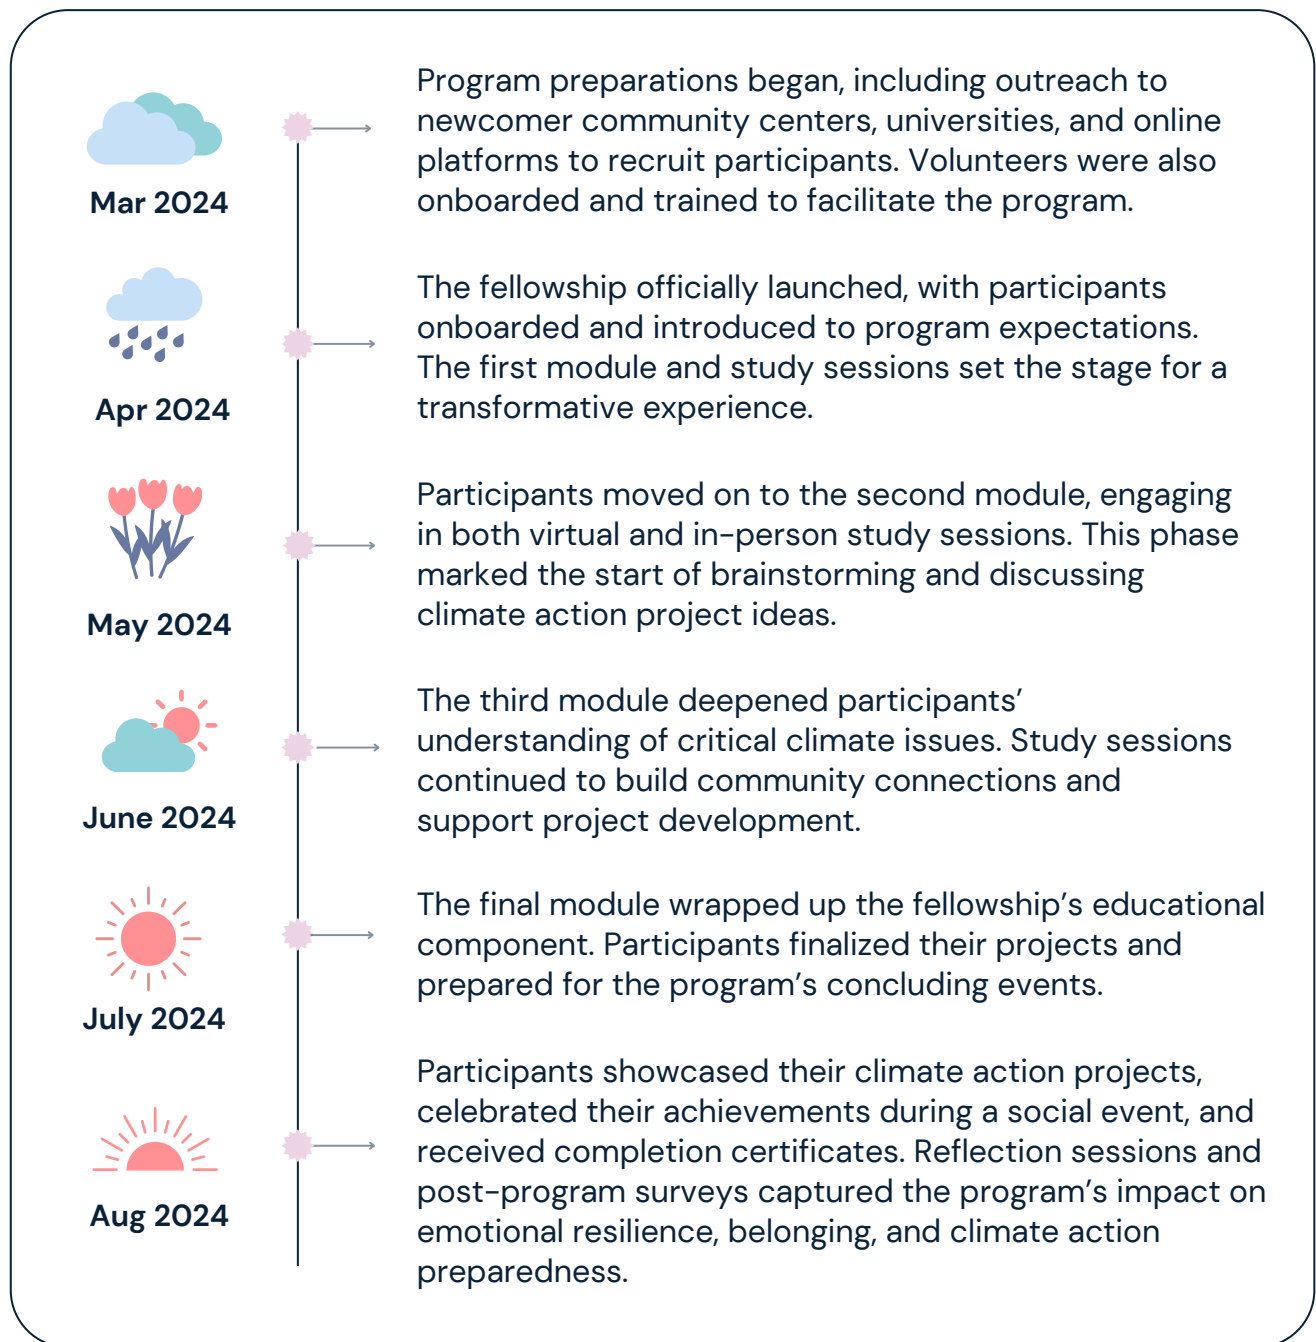 Mar 2024
Program preparations began, including outreach to
newcomer community centers, universities, and online
platforms to recruit participants. Volunteers were also
onboarded and trained to facilitate the program.
Apr 2024
The fellowship officially launched, with participants
onboarded and introduced to program expectations.
The first module and study sessions set the stage for a
transformative experience.
May 2024
Participants moved on to the second module, engaging
in both virtual and in-person study sessions. This phase
marked the start of brainstorming and discussing
climate action project ideas.
June 2024
The third module deepened participants’
understanding of critical climate issues. Study sessions
continued to build community connections and
support project development.
July 2024
The final module wrapped up the fellowship’s educational
component. Participants finalized their projects and
prepared for the program’s concluding events.
Aug 2024
Participants showcased their climate action projects,
celebrated their achievements during a social event, and
received completion certificates. Reflection sessions and
post-program surveys captured the program’s impact on
emotional resilience, belonging, and climate action
preparedness.